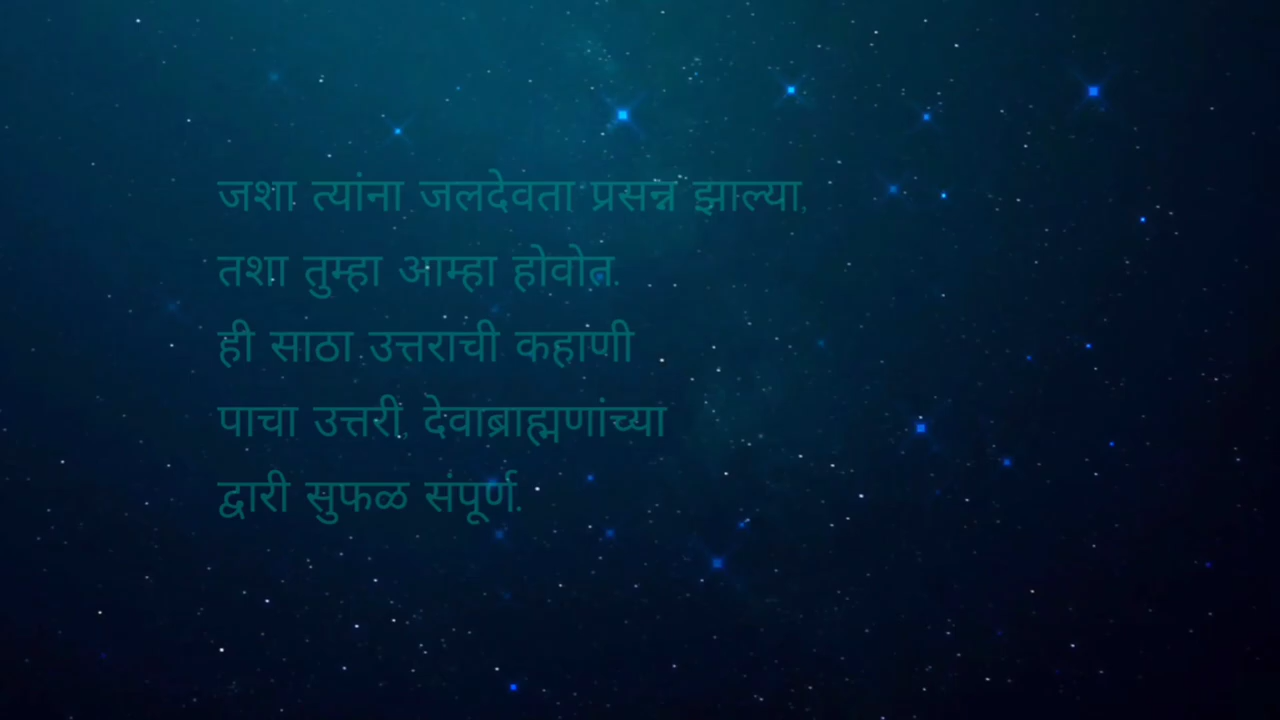 जशा त्यांना जलदेवता प्रसन्न झाल्या,
तशा तुम्हा आम्हा होवोत.
ही साठा उत्तराची कहाणी
पाचा उत्तरी, देवाब्राह्मणांच्या
द्वारी सुफळ संपूर्ण.